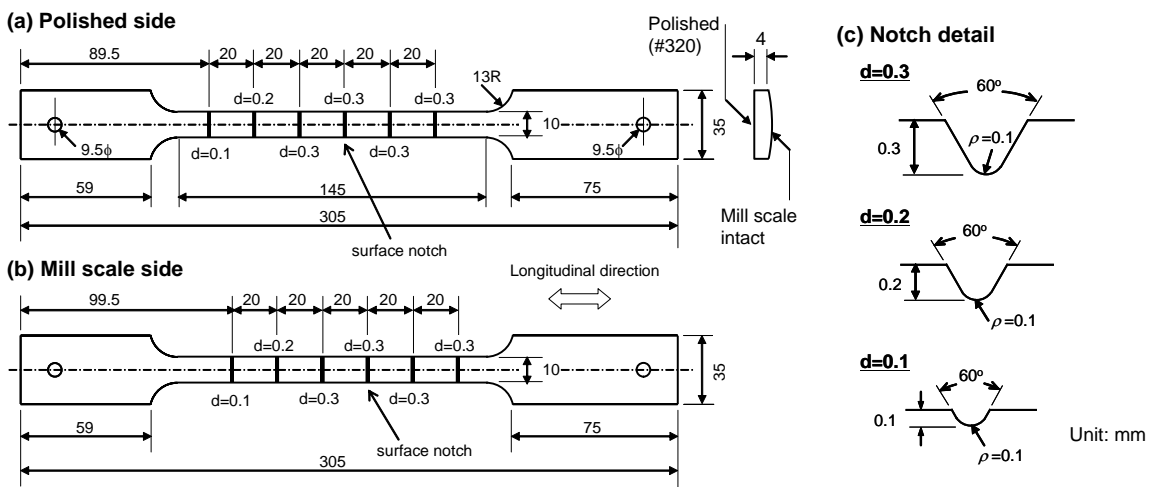 (a) Polished side
89.5
20
20
20
20
20
d=0.2
d=0.3
d=0.3
13R
10
35
9.5ϕ
d=0.1
d=0.3
d=0.3
9.5ϕ
59
145
75
305
surface notch
Polished
(#320)
4
Mill scale
intact
(b) Mill scale side
Longitudinal direction
99.5
20
20
20
20
20
d=0.2
d=0.3
d=0.3
10
35
d=0.1
d=0.3
d=0.3
59
surface notch
75
305
(c) Notch detail
d=0.3
60º
0.3
ρ=0.1
d=0.2
60º
0.2
ρ=0.1
d=0.1
60º
0.1
ρ=0.1
Unit: mm